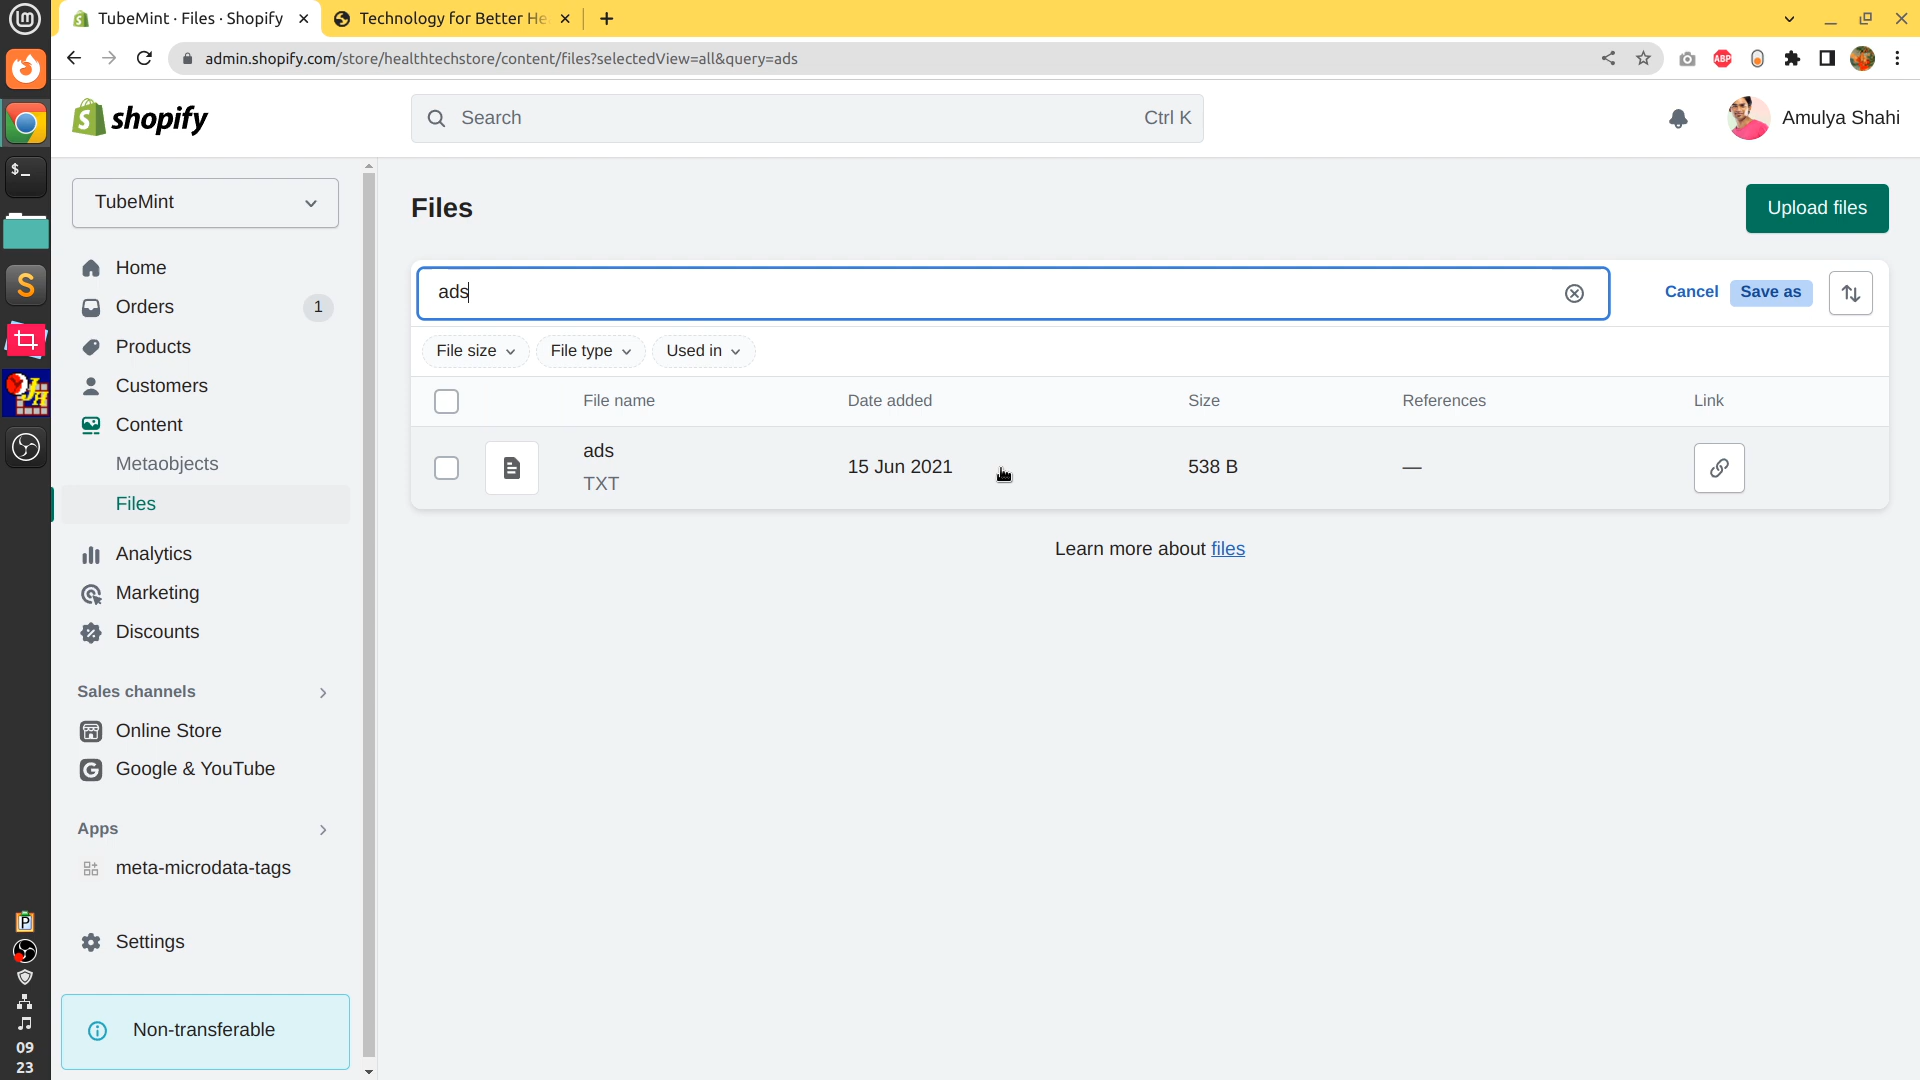 TubeMint · Files · Shopify
Technology for Better He
admin.shopify.com/store/healthtechstore/content/files?selectedView=all&query=ads
ABP
shopify
Search
Ctrl K
Amulya Shahi
TubeMint
Home
Orders
1
Products
Customers
Content
Metaobjects
Files
Analytics
Marketing
Discounts
Sales channels
Online Store
Google & YouTube
Apps
meta-microdata-tags
Settings
Non-transferable
Files
Upload files
ads
Cancel
Save as
File size
File type
Used in
File name
Date added
Size
References
Link
ads
TXT
15 Jun 2021
538 B
—
Learn more about files
09
23